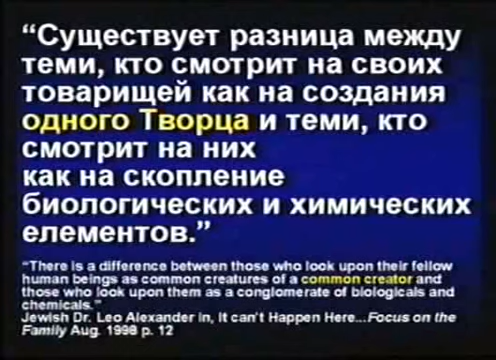 “Существует разница между
теми, кто смотрит на своих
товарищей как на создания
одного Творца и теми, кто
смотрит на них
как на скопление
биологических и химических
елементов.”
“There is a difference between those who look upon their fellow
human beings as common creatures of a common creator and
those who look upon them as a conglomerate of biologicals and
chemicals.”
Jewish Dr. Leo Alexander in, It can't Happen Here...Focus on the
Family Aug. 1998 p. 12